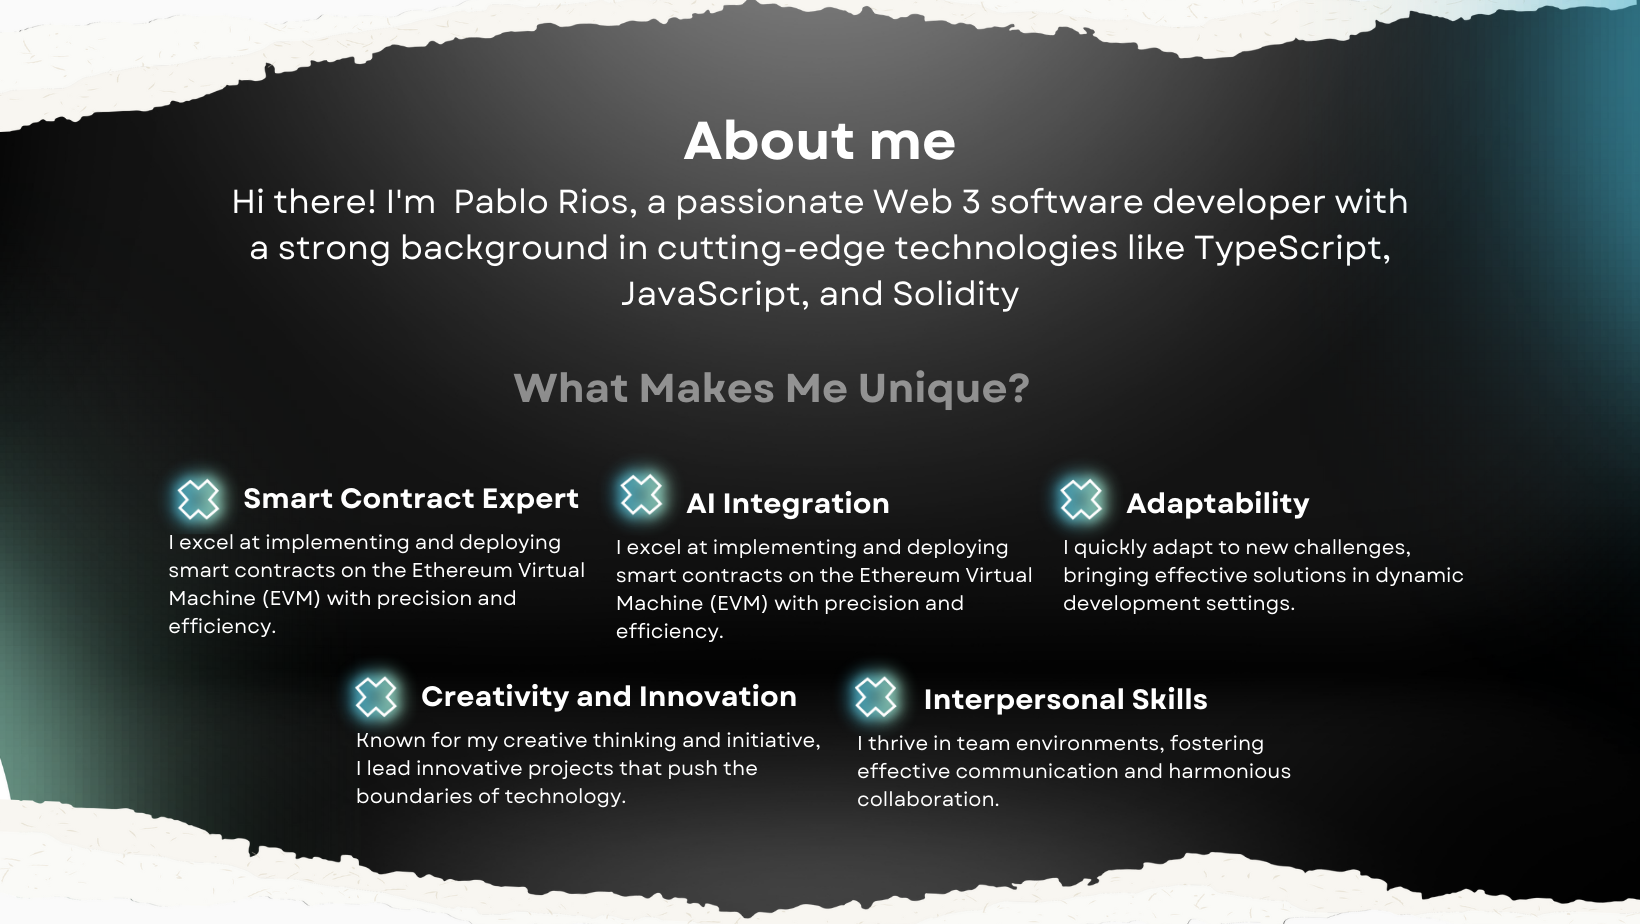 About me
Hi there! I'm  Pablo Rios, a passionate Web 3 software developer with
a strong background in cutting-edge technologies like TypeScript,
JavaScript, and Solidity
What Makes Me Unique?
Smart Contract Expert
I excel at implementing and deploying
smart contracts on the Ethereum Virtual
Machine (EVM) with precision and
efficiency.
AI Integration
I excel at implementing and deploying
smart contracts on the Ethereum Virtual
Machine (EVM) with precision and
efficiency.
Adaptability
I quickly adapt to new challenges,
bringing effective solutions in dynamic
development settings.
Creativity and Innovation
Known for my creative thinking and initiative,
I lead innovative projects that push the
boundaries of technology.
Interpersonal Skills
I thrive in team environments, fostering
effective communication and harmonious
collaboration.